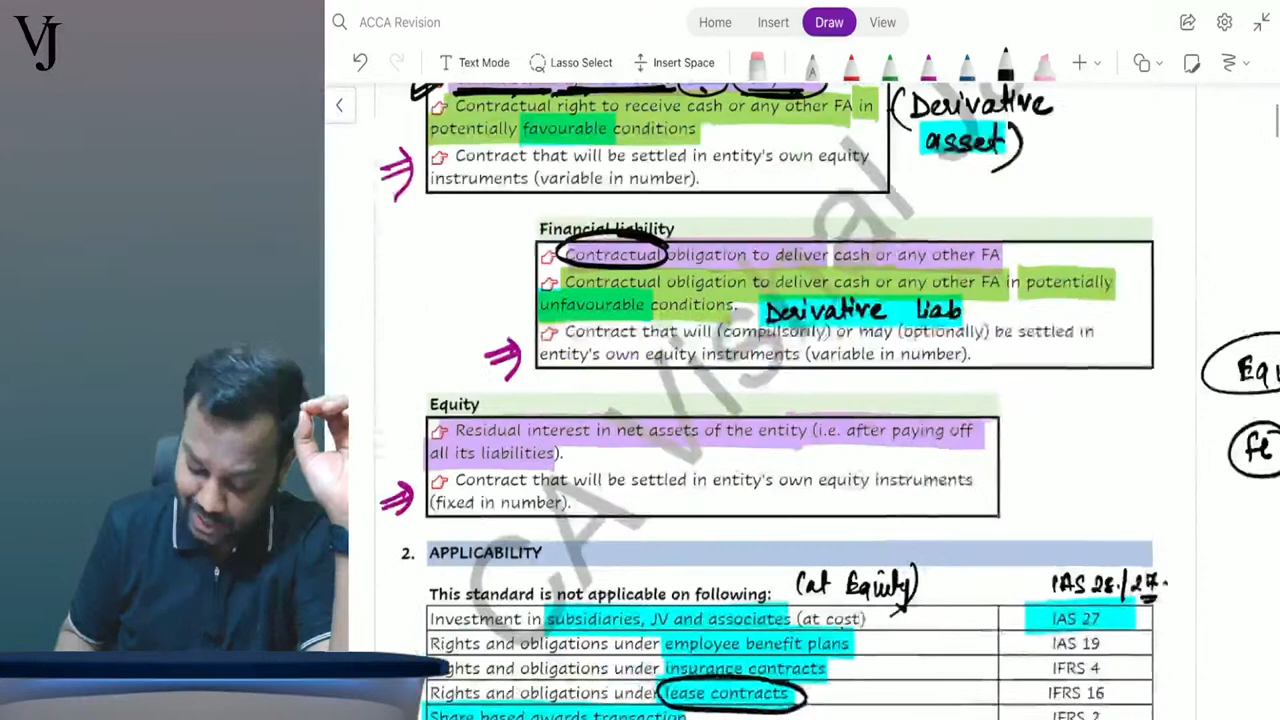 VJ
ACCA Revision
Home Insert Draw View
Text Mode Lasso Select Insert Space
Contractual right to receive cash or any other FA in
potentially favourable conditions
(Derivative
asset)
Contract that will be settled in entity's own equity
instruments (variable in number).
Financial liability
Contractual obligation to deliver cash or any other FA
Contractual obligation to deliver cash or any other FA in potentially
unfavourable conditions. Derivative liab
Contract that will (compulsorily) or may (optionally) be settled in
entity's own equity instruments (variable in number).
Equity
Residual interest in net assets of the entity (i.e. after paying off
all its liabilities).
Contract that will be settled in entity's own equity instruments
(fixed in number).
2. APPLICABILITY
This standard is not applicable on following: (at Equity) IAS 28/27.
Investment in subsidiaries, JV and associates (at cost) IAS 27
Rights and obligations under employee benefit plans IAS 19
Rights and obligations under insurance contracts IFRS 4
Rights and obligations under lease contracts IFRS 16
Share based awards transaction IFRS 2
CA Vishal J